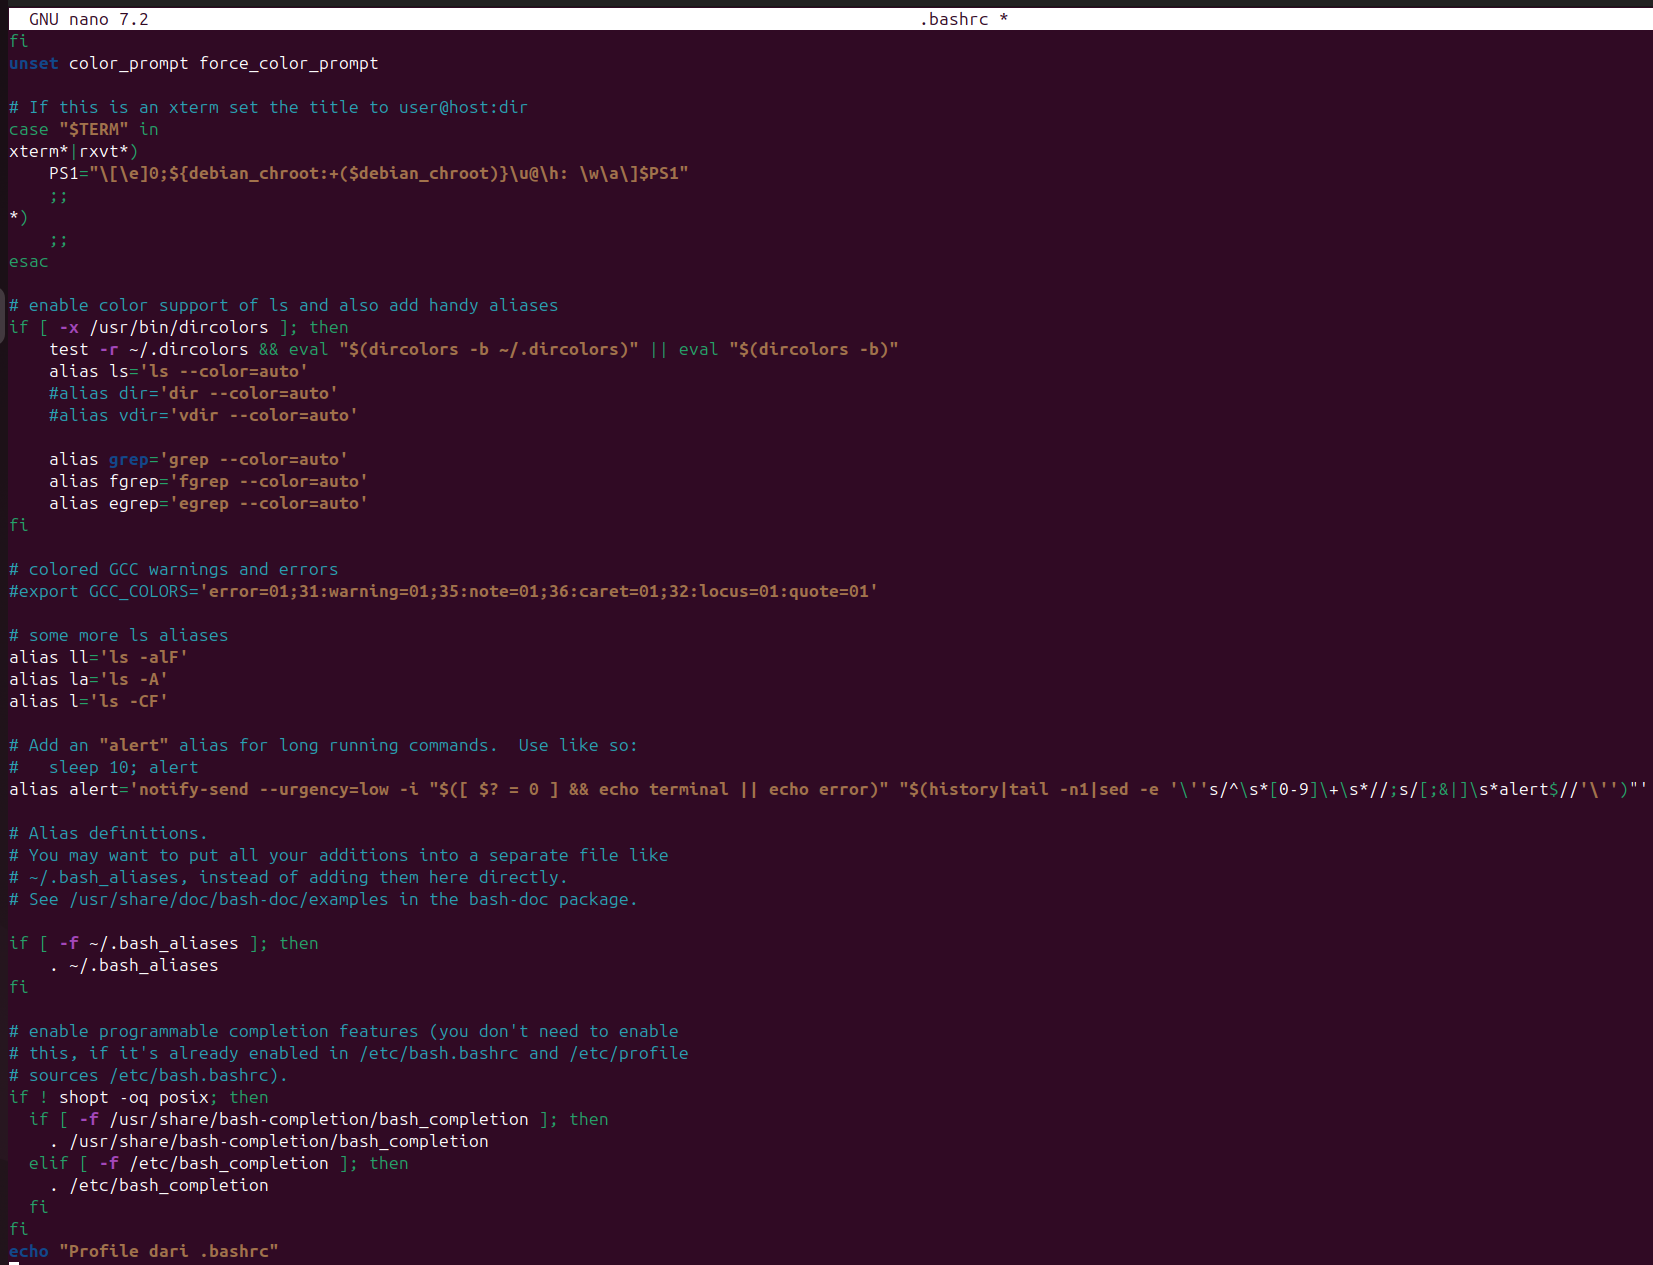 GNU nano 7.2 .bashrc *
fi
unset color_prompt force_color_prompt

# If this is an xterm set the title to user@host:dir
case "$TERM" in
xterm*|rxvt*)
    PS1="\[\e]0;${debian_chroot:+($debian_chroot)}\u@\h: \w\a\]$PS1"
    ;;
*)
    ;;
esac

# enable color support of ls and also add handy aliases
if [ -x /usr/bin/dircolors ]; then
    test -r ~/.dircolors && eval "$(dircolors -b ~/.dircolors)" || eval "$(dircolors -b)"
    alias ls='ls --color=auto'
    #alias dir='dir --color=auto'
    #alias vdir='vdir --color=auto'

    alias grep='grep --color=auto'
    alias fgrep='fgrep --color=auto'
    alias egrep='egrep --color=auto'
fi

# colored GCC warnings and errors
#export GCC_COLORS='error=01;31:warning=01;35:note=01;36:caret=01;32:locus=01:quote=01'

# some more ls aliases
alias ll='ls -alF'
alias la='ls -A'
alias l='ls -CF'

# Add an "alert" alias for long running commands.  Use like so:
#   sleep 10; alert
alias alert='notify-send --urgency=low -i "$([ $? = 0 ] && echo terminal || echo error)" "$(history|tail -n1|sed -e '\''s/^\s*[0-9]\+\s*//;s/[;&|]\s*alert$//'\'')"'

# Alias definitions.
# You may want to put all your additions into a separate file like
# ~/.bash_aliases, instead of adding them here directly.
# See /usr/share/doc/bash-doc/examples in the bash-doc package.

if [ -f ~/.bash_aliases ]; then
    . ~/.bash_aliases
fi

# enable programmable completion features (you don't need to enable
# this, if it's already enabled in /etc/bash.bashrc and /etc/profile
# sources /etc/bash.bashrc).
if ! shopt -oq posix; then
  if [ -f /usr/share/bash-completion/bash_completion ]; then
    . /usr/share/bash-completion/bash_completion
  elif [ -f /etc/bash_completion ]; then
    . /etc/bash_completion
  fi
fi
echo "Profile dari .bashrc"